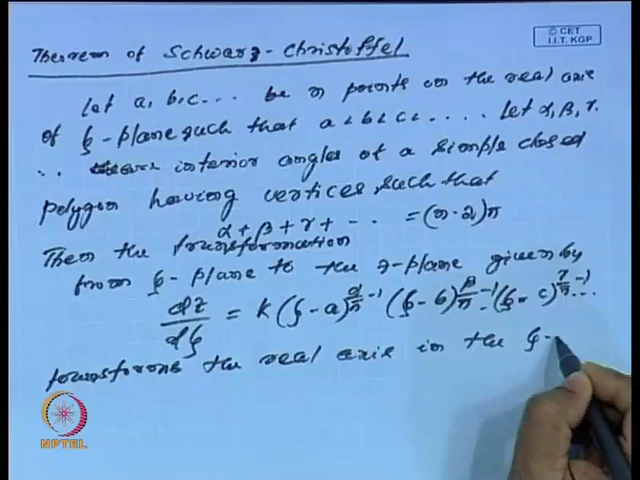 Theorem of Schwarz-Christoffel
© CET
I.I.T. KGP
Let a, b, c... be n points in the real axis
of ζ-plane such that a < b < c < .... Let α, β, γ.
.. interior angles of a simple closed
polygon having vertices such that
α + β + γ + ... = (n-2)π
Then the transformation
from ζ-plane to the z-plane given by
dz/dζ = K (ζ-a)^(α/π -1) (ζ-b)^(β/π -1) (ζ-c)^(γ/π -1) ...
transforms the real axis in the ζ-
NPTEL